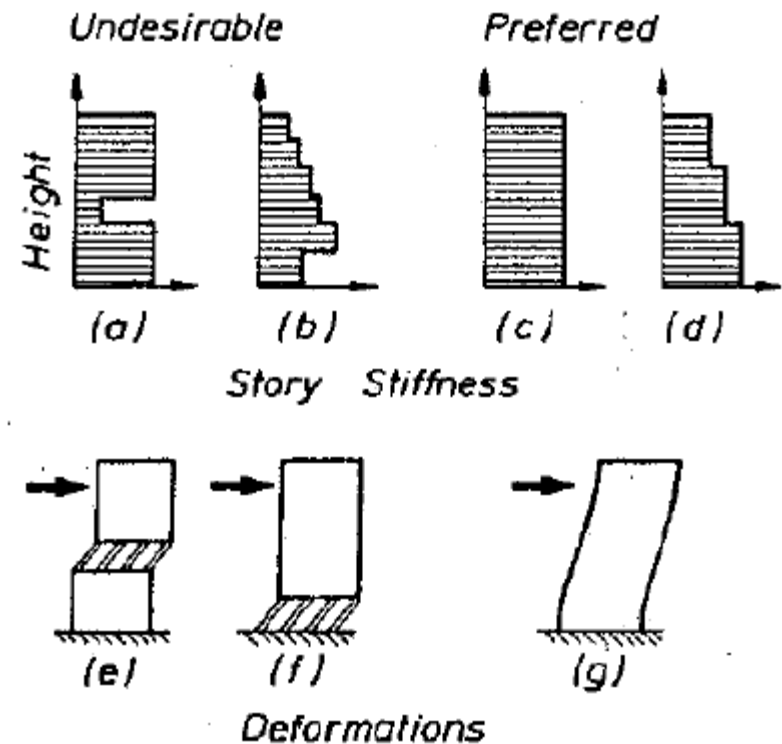 Undesirable Preferred
Height
(a) (b) (c) (d)
Story Stiffness
(e) (f) (g)
Deformations